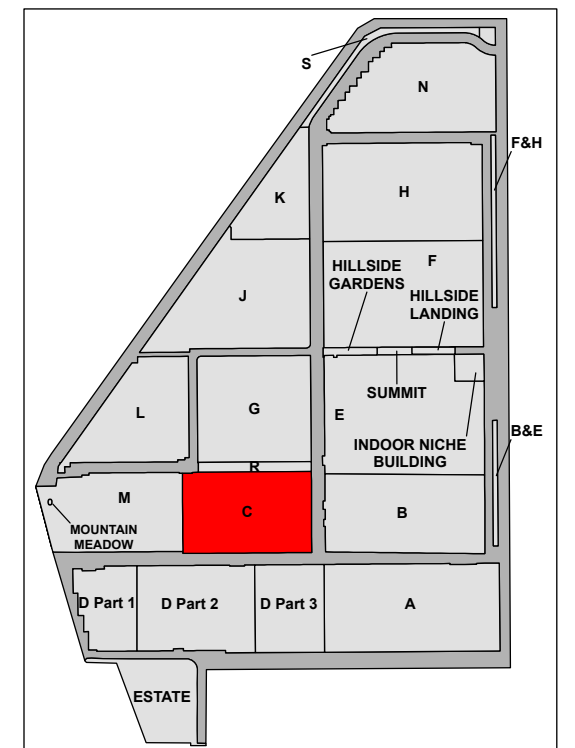 S
N
F&H
K
H
F
HILLSIDE
GARDENS
HILLSIDE
LANDING
J
SUMMIT
L
G
E
B&E
INDOOR NICHE
BUILDING
R
M
C
B
MOUNTAIN
MEADOW
D Part 1
D Part 2
D Part 3
A
ESTATE